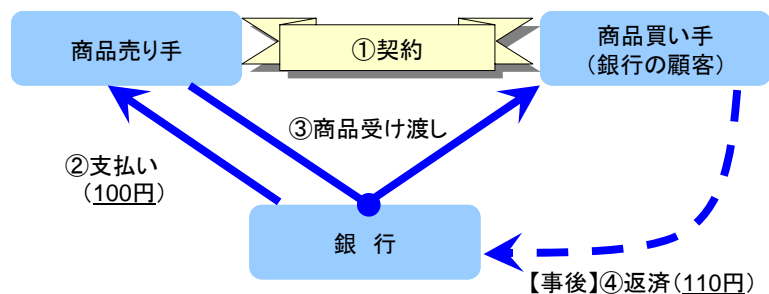 商品売り手
①契約
商品買い手
(銀行の顧客)
③商品受け渡し
②支払い
(100円)
銀 行
【事後】④返済(110円)